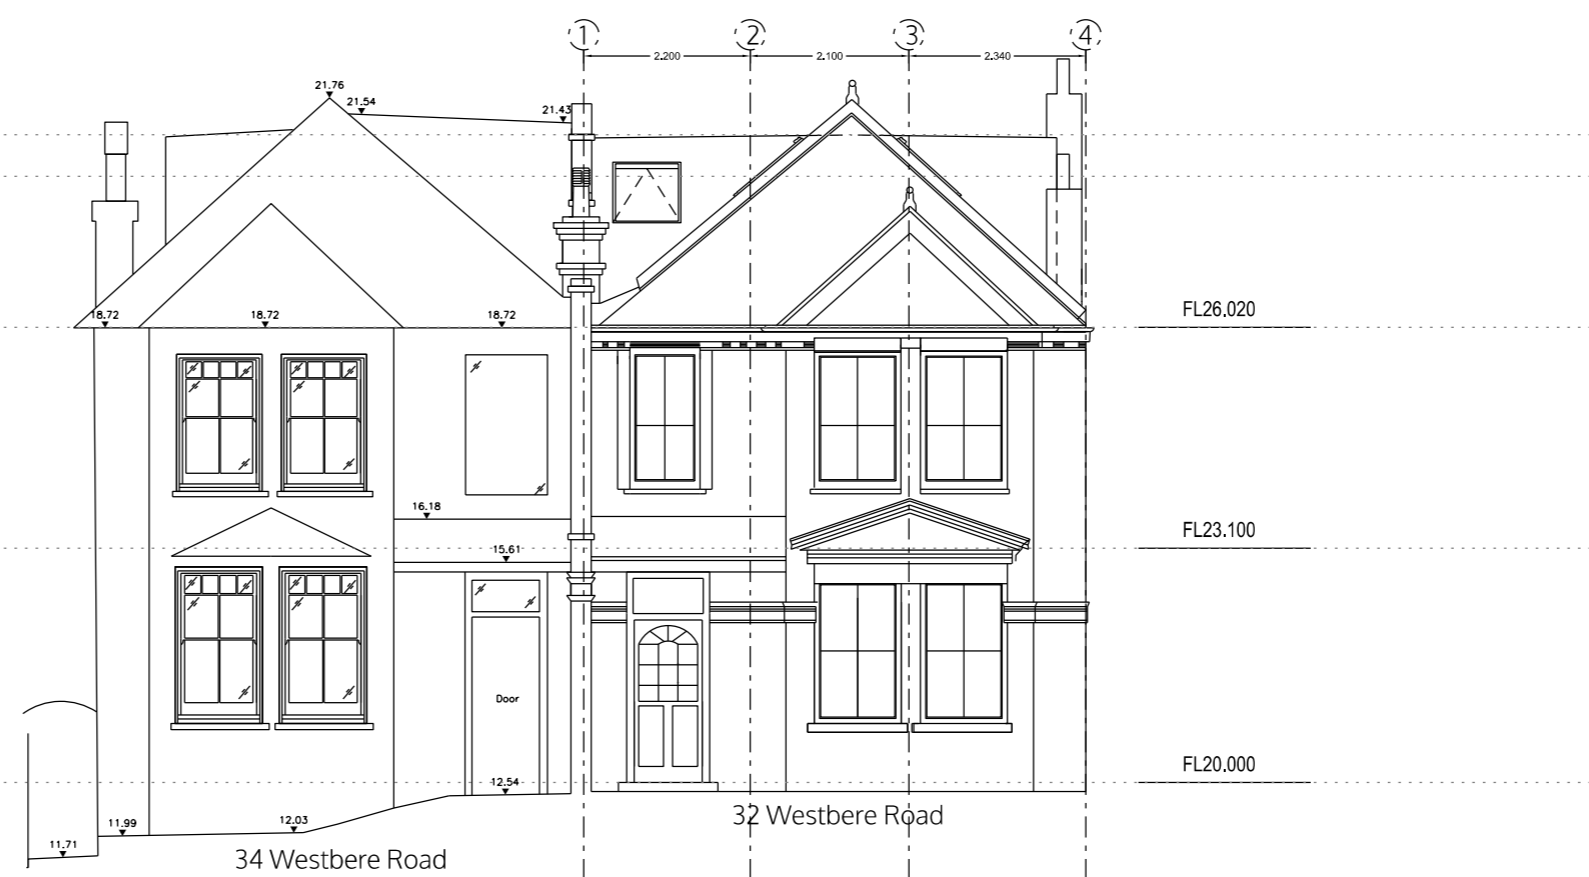 1 2 3 4
2.200 2.100 2.340
21.76
21.54
21.43
18.72 18.72 18.72
FL26.020
16.18
FL23.100
15.61
Door
FL20.000
12.54
32 Westbere Road
11.99 12.03
11.71
34 Westbere Road